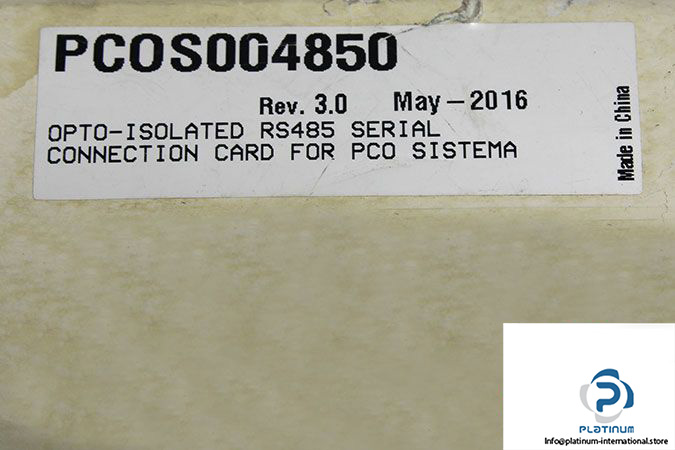 PCOS004850
Rev. 3.0 May-2016
OPTO-ISOLATED RS485 SERIAL
CONNECTION CARD FOR PCO SISTEMA
Made in China
PLATINUM
Info@platinum-international.store